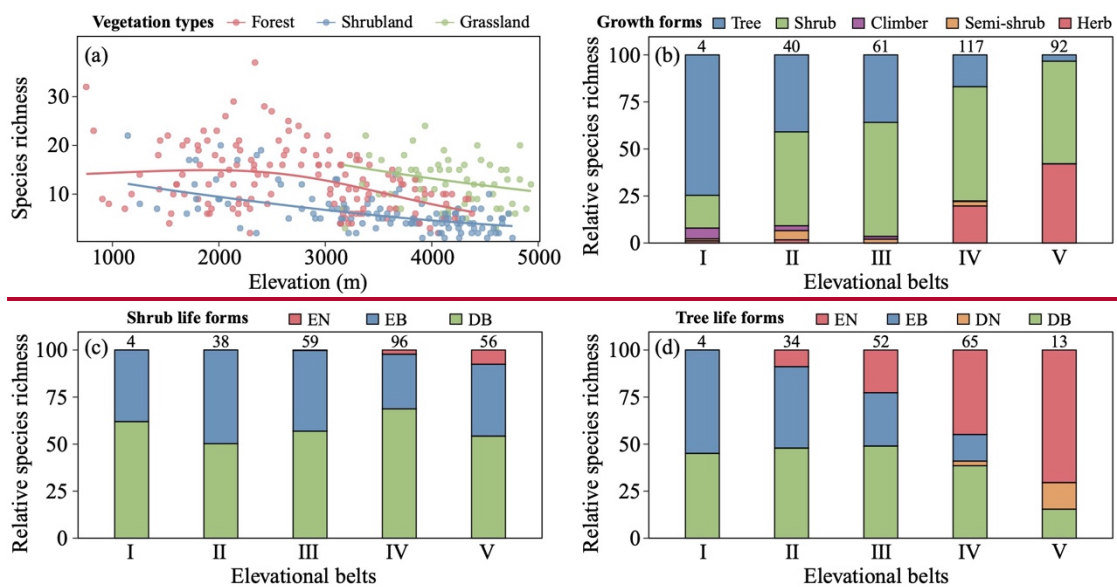 Vegetation types Forest Shrubland Grassland
(a)
Species richness
30
20
10
1000 2000 3000 4000 5000
Elevation (m)
Growth forms Tree Shrub Climber Semi-shrub Herb
(b)
4 40 61 117 92
Relative species richness
100
75
50
25
0
I II III IV V
Elevational belts
Shrub life forms EN EB DB
(c)
4 38 59 96 56
Relative species richness
100
75
50
25
0
I II III IV V
Elevational belts
Tree life forms EN EB DN DB
(d)
4 34 52 65 13
Relative species richness
100
75
50
25
0
I II III IV V
Elevational belts